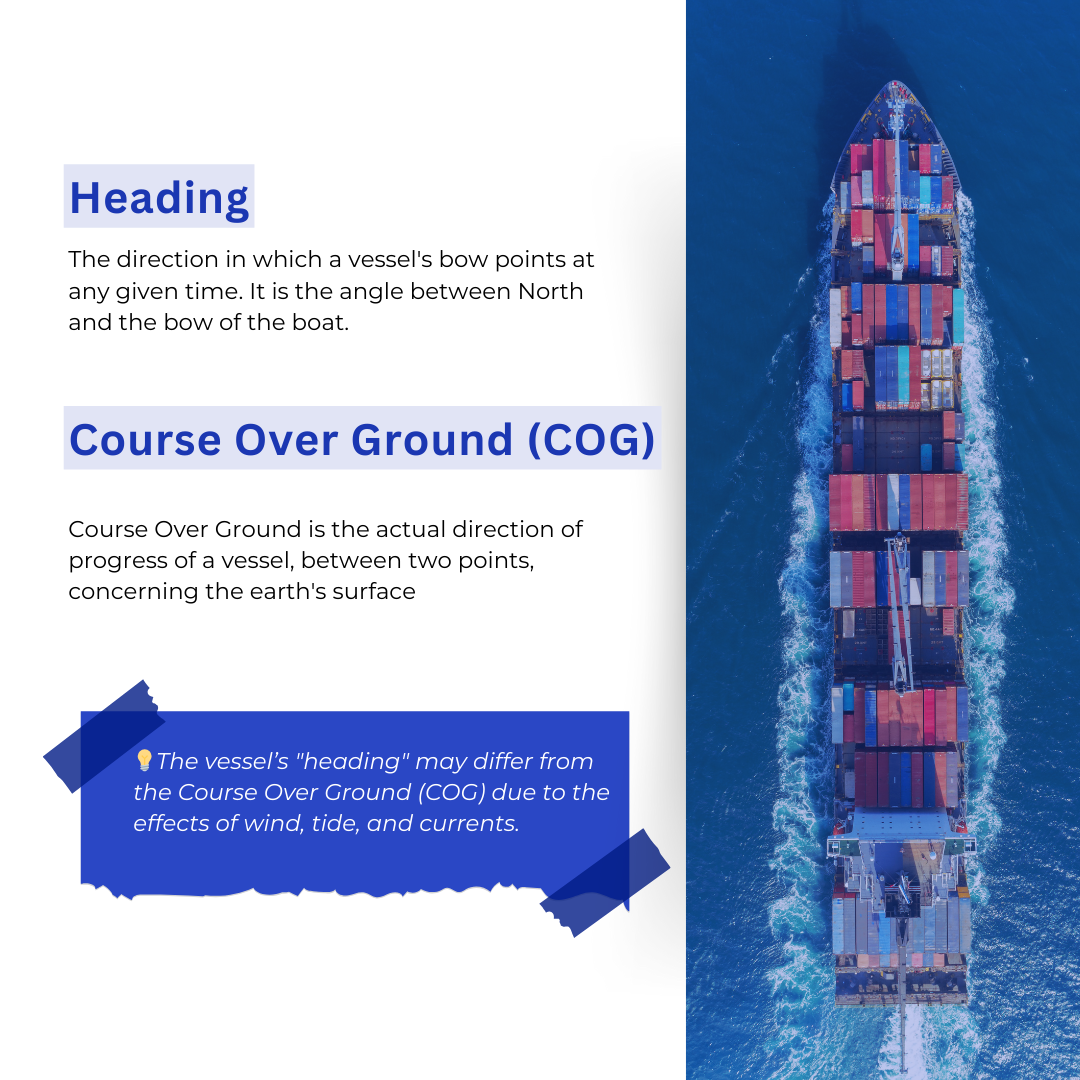 Heading
The direction in which a vessel's bow points at
any given time. It is the angle between North
and the bow of the boat.
Course Over Ground (COG)
Course Over Ground is the actual direction of
progress of a vessel, between two points,
concerning the earth's surface
💡The vessel’s "heading" may differ from
the Course Over Ground (COG) due to the
effects of wind, tide, and currents.